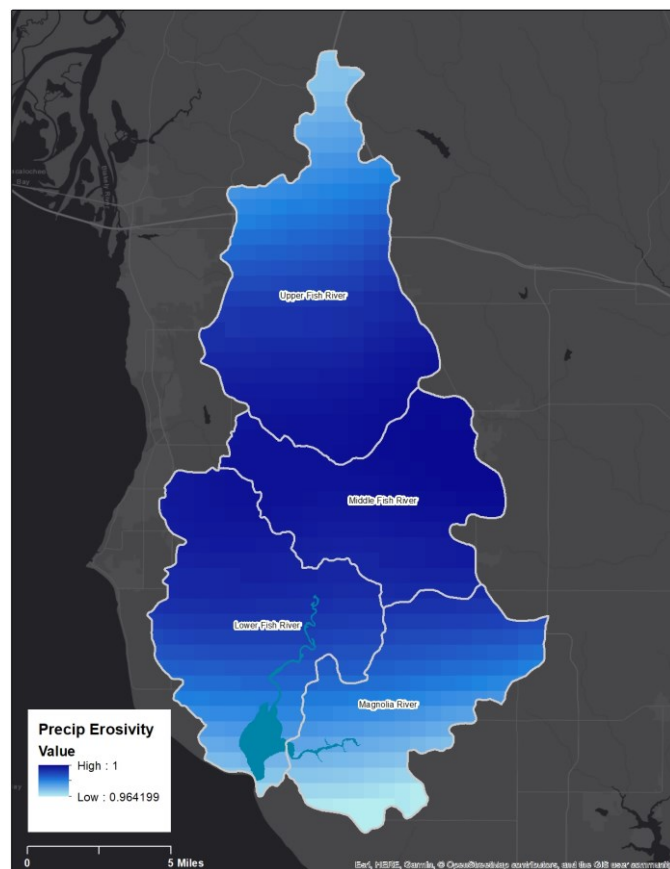 Bay
Upper Fish River
Middle Fish River
Lower Fish River
Magnolia River
Precip Erosivity
Value
High : 1
Low : 0.964199
0
5 Miles
Esri, HERE, Garmin, © OpenStreetMap contributors, and the GIS user community